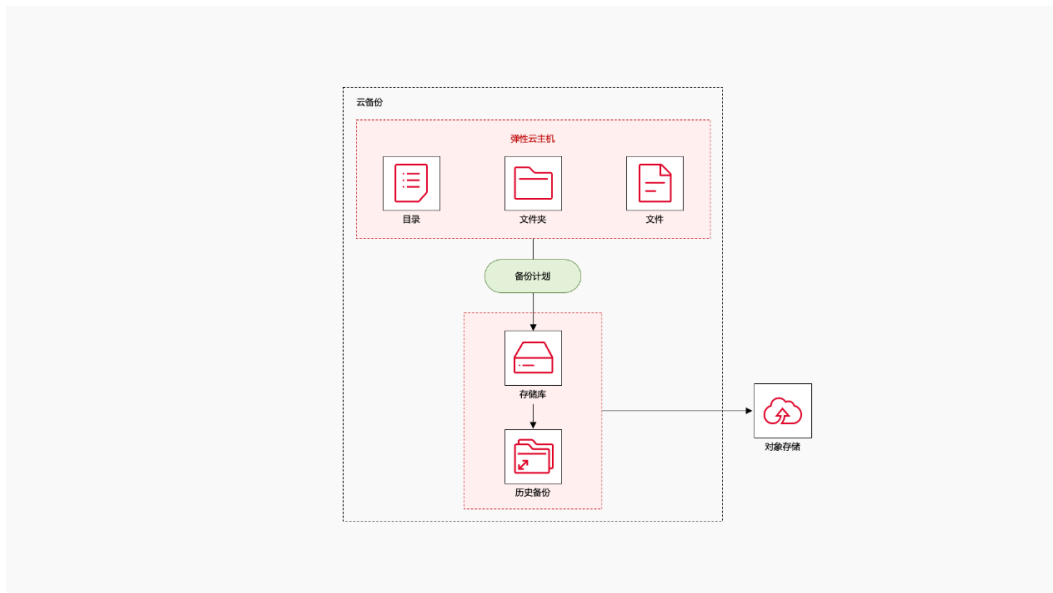 云备份
弹性云主机
目录
文件夹
文件
备份计划
存储库
历史备份
对象存储